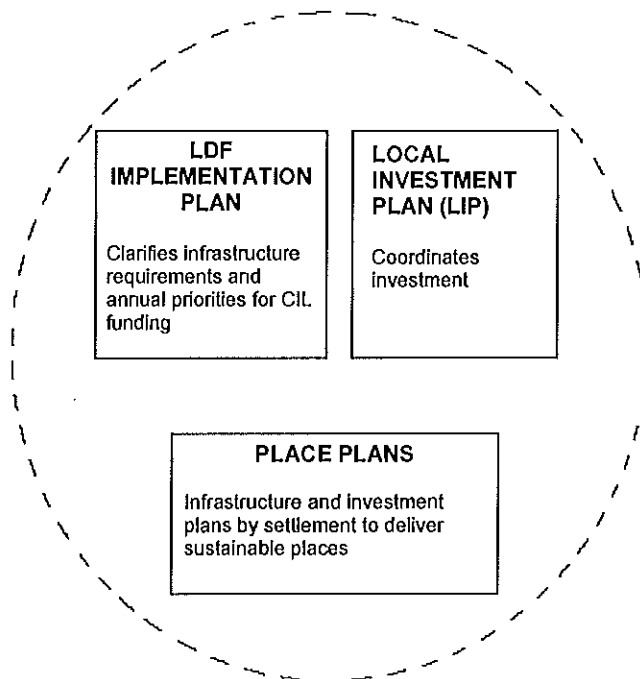 LDF
IMPLEMENTATION
PLAN
Clarifies infrastructure
requirements and
annual priorities for CIL
funding
LOCAL
INVESTMENT
PLAN (LIP)
Coordinates
investment
PLACE PLANS
Infrastructure and investment
plans by settlement to deliver
sustainable places